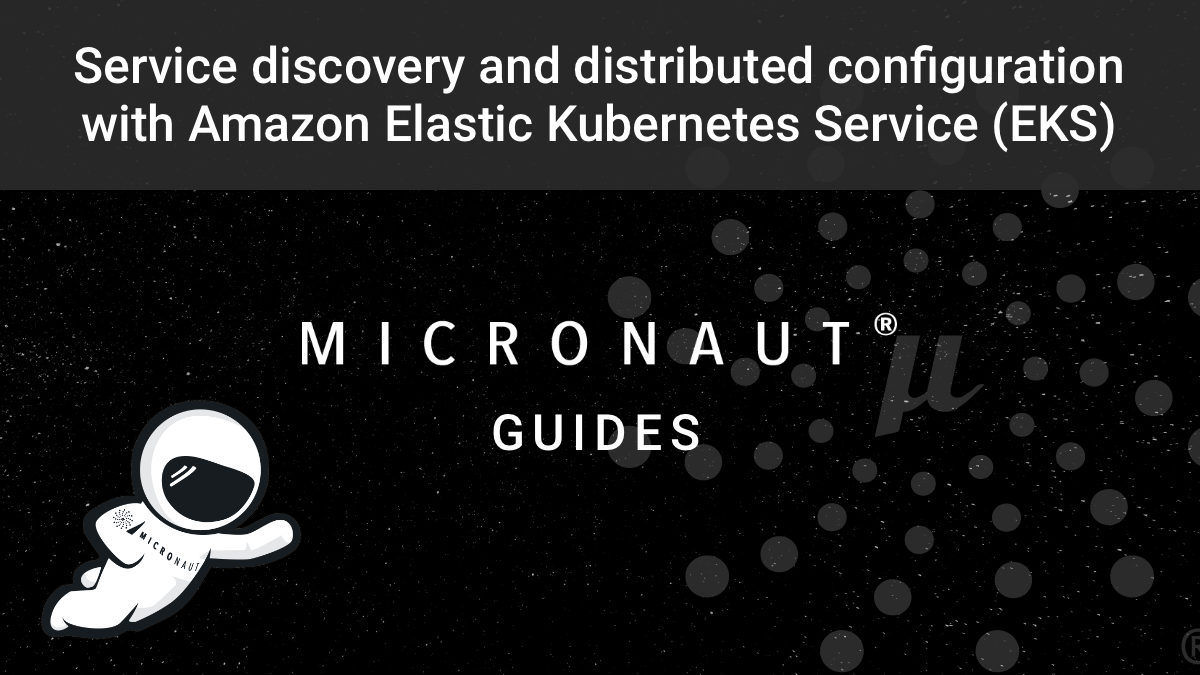 Service discovery and distributed configuration
with Amazon Elastic Kubernetes Service (EKS)
MICRONAUT®
GUIDES
µ
MICRONAUT
®